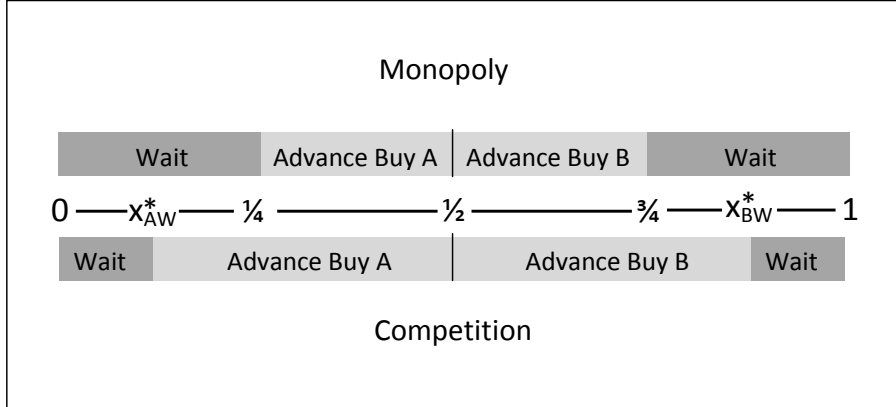 Monopoly
Wait Advance Buy A Advance Buy B Wait
0 x*AW ¼ ½ ¾ x*BW 1
Wait Advance Buy A Advance Buy B Wait
Competition